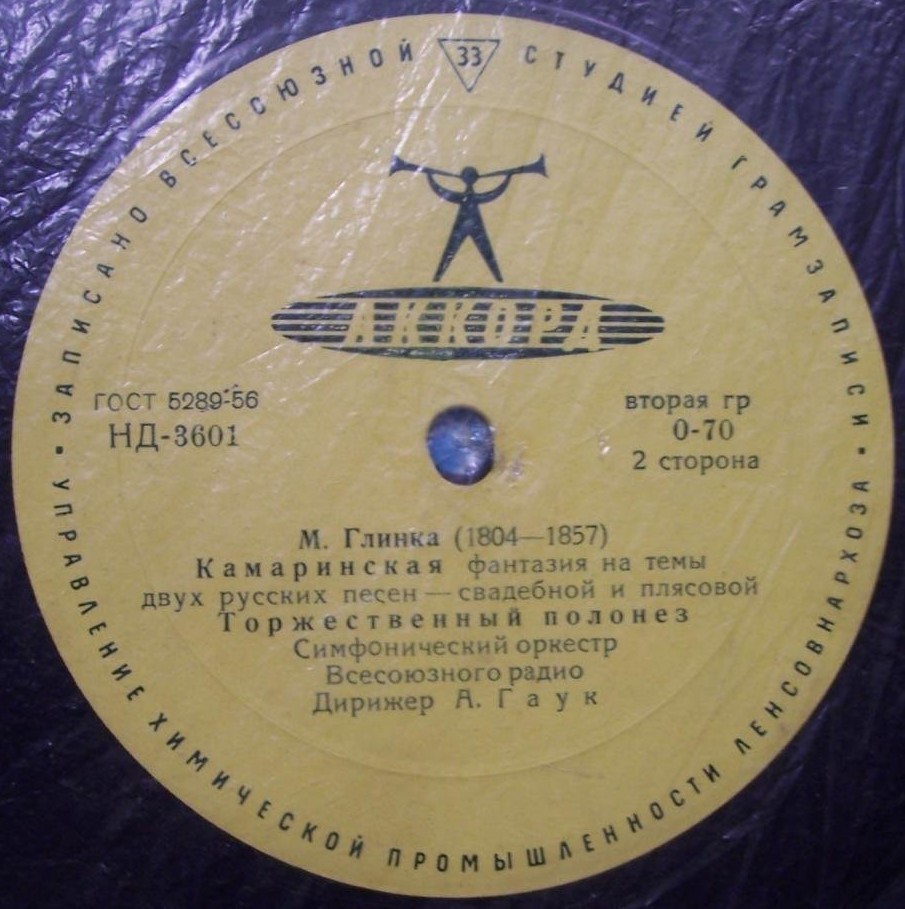 ЗАПИСАНО ВСЕСОЮЗНОЙ 33 СТУДИЕЙ ГРАМЗАПИСИ
АККОРД
ГОСТ 5289-56
НД-3601
вторая гр
0-70
2 сторона
М. Глинка (1804—1857)
Камаринская фантазия на темы
двух русских песен — свадебной и плясовой
Торжественный полонез
Симфонический оркестр
Всесоюзного радио
Дирижер А. Гаук
• УПРАВЛЕНИЕ ХИМИЧЕСКОЙ ПРОМЫШЛЕННОСТИ ЛЕНСОВНАРХОЗА •